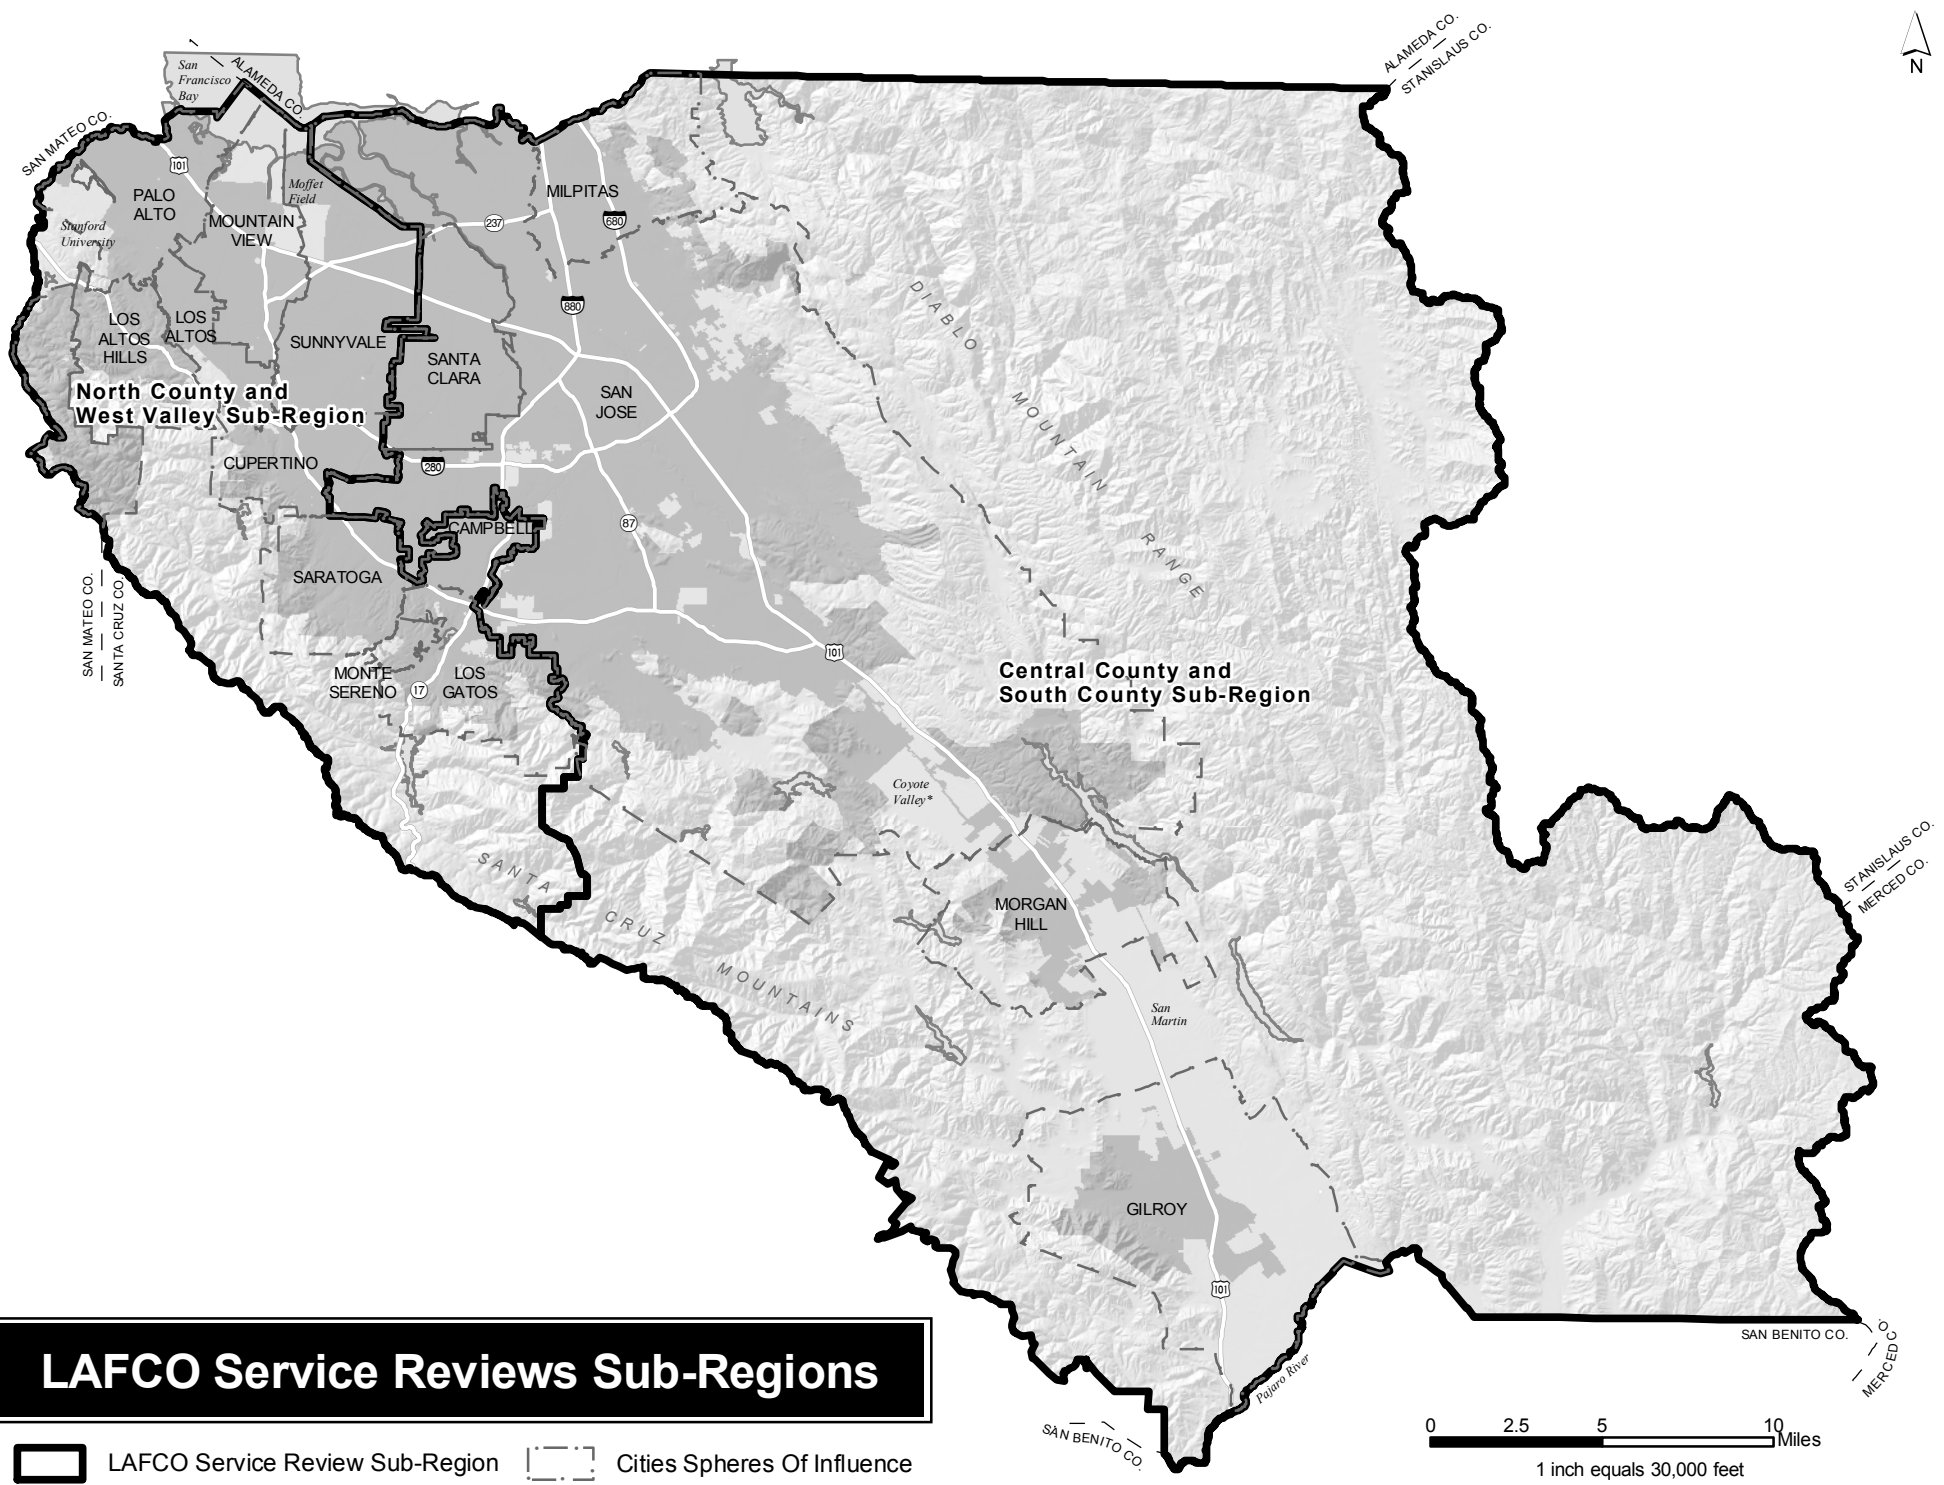 ALAMEDA CO.
STANISLAUS CO.
N
San
Francisco
Bay
ALAMEDA CO.
SAN MATEO CO.
101
PALO
ALTO
Moffet
Field
MOUNTAIN
VIEW
Stanford
University
237
MILPITAS
680
880
LOS
ALTOS
HILLS
LOS
ALTOS
SUNNYVALE
SANTA
CLARA
SAN
JOSE
North County and
West Valley Sub-Region
CUPERTINO
280
CAMPBELL
87
SARATOGA
SAN MATEO CO.
SANTA CRUZ CO.
MONTE
SERENO
17
LOS
GATOS
101
DIABLO
MOUNTAIN
RANGE
Central County and
South County Sub-Region
Coyote
Valley*
SANTA
CRUZ
MOUNTAINS
MORGAN
HILL
San
Martin
STANISLAUS CO.
MERCED CO.
GILROY
101
Pajaro River
SAN BENITO CO.
SAN BENITO CO.
MERCED CO.
LAFCO Service Reviews Sub-Regions
LAFCO Service Review Sub-Region
Cities Spheres Of Influence
0 2.5 5 10
Miles
1 inch equals 30,000 feet